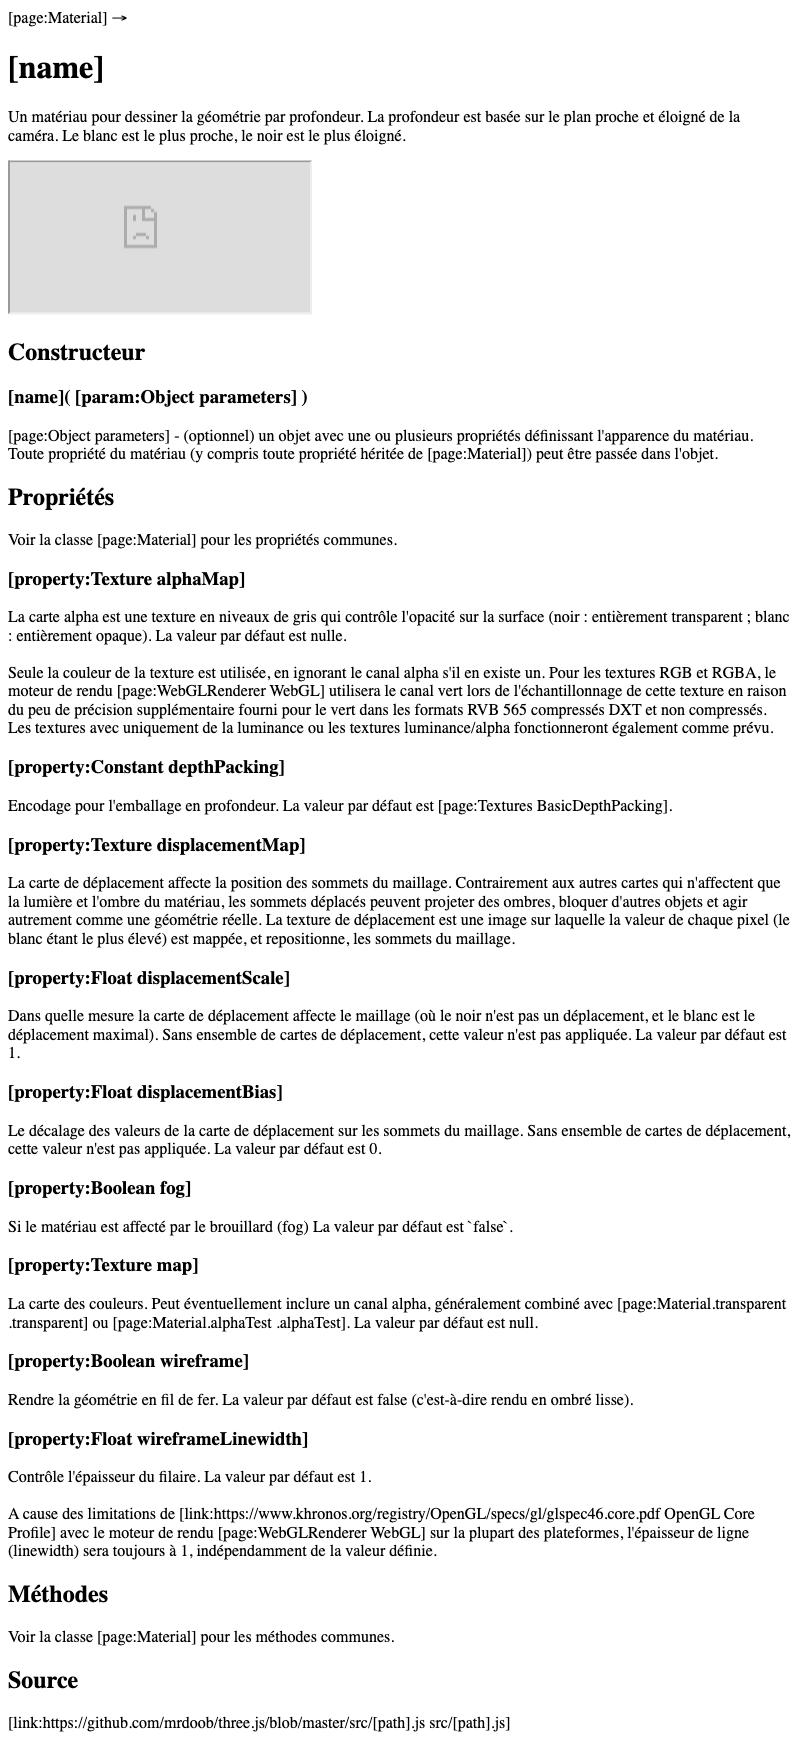 [page:Material] →
[name]
Un matériau pour dessiner la géométrie par profondeur. La profondeur est basée sur le plan proche et éloigné de la
caméra. Le blanc est le plus proche, le noir est le plus éloigné.
Constructeur
[name]( [param:Object parameters] )
[page:Object parameters] - (optionnel) un objet avec une ou plusieurs propriétés définissant l'apparence du matériau.
Toute propriété du matériau (y compris toute propriété héritée de [page:Material]) peut être passée dans l'objet.
Propriétés
Voir la classe [page:Material] pour les propriétés communes.
[property:Texture alphaMap]
La carte alpha est une texture en niveaux de gris qui contrôle l'opacité sur la surface (noir : entièrement transparent ; blanc
: entièrement opaque). La valeur par défaut est nulle.
Seule la couleur de la texture est utilisée, en ignorant le canal alpha s'il en existe un. Pour les textures RGB et RGBA, le
moteur de rendu [page:WebGLRenderer WebGL] utilisera le canal vert lors de l'échantillonnage de cette texture en raison
du peu de précision supplémentaire fourni pour le vert dans les formats RVB 565 compressés DXT et non compressés.
Les textures avec uniquement de la luminance ou les textures luminance/alpha fonctionneront également comme prévu.
[property:Constant depthPacking]
Encodage pour l'emballage en profondeur. La valeur par défaut est [page:Textures BasicDepthPacking].
[property:Texture displacementMap]
La carte de déplacement affecte la position des sommets du maillage. Contrairement aux autres cartes qui n'affectent que
la lumière et l'ombre du matériau, les sommets déplacés peuvent projeter des ombres, bloquer d'autres objets et agir
autrement comme une géométrie réelle. La texture de déplacement est une image sur laquelle la valeur de chaque pixel (le
blanc étant le plus élevé) est mappée, et repositionne, les sommets du maillage.
[property:Float displacementScale]
Dans quelle mesure la carte de déplacement affecte le maillage (où le noir n'est pas un déplacement, et le blanc est le
déplacement maximal). Sans ensemble de cartes de déplacement, cette valeur n'est pas appliquée. La valeur par défaut est
1.
[property:Float displacementBias]
Le décalage des valeurs de la carte de déplacement sur les sommets du maillage. Sans ensemble de cartes de déplacement,
cette valeur n'est pas appliquée. La valeur par défaut est 0.
[property:Boolean fog]
Si le matériau est affecté par le brouillard (fog) La valeur par défaut est `false`.
[property:Texture map]
La carte des couleurs. Peut éventuellement inclure un canal alpha, généralement combiné avec [page:Material.transparent
.transparent] ou [page:Material.alphaTest .alphaTest]. La valeur par défaut est null.
[property:Boolean wireframe]
Rendre la géométrie en fil de fer. La valeur par défaut est false (c'est-à-dire rendu en ombré lisse).
[property:Float wireframeLinewidth]
Contrôle l'épaisseur du filaire. La valeur par défaut est 1.
A cause des limitations de [link:https://www.khronos.org/registry/OpenGL/specs/gl/glspec46.core.pdf OpenGL Core
Profile] avec le moteur de rendu [page:WebGLRenderer WebGL] sur la plupart des plateformes, l'épaisseur de ligne
(linewidth) sera toujours à 1, indépendamment de la valeur définie.
Méthodes
Voir la classe [page:Material] pour les méthodes communes.
Source
[link:https://github.com/mrdoob/three.js/blob/master/src/[path].js src/[path].js]